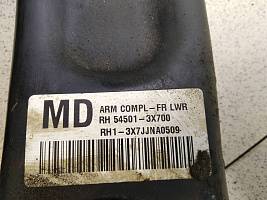 MD
ARM COMPL-FR LWR
RH 54501-3X700
RH1-3X7JJNA0509